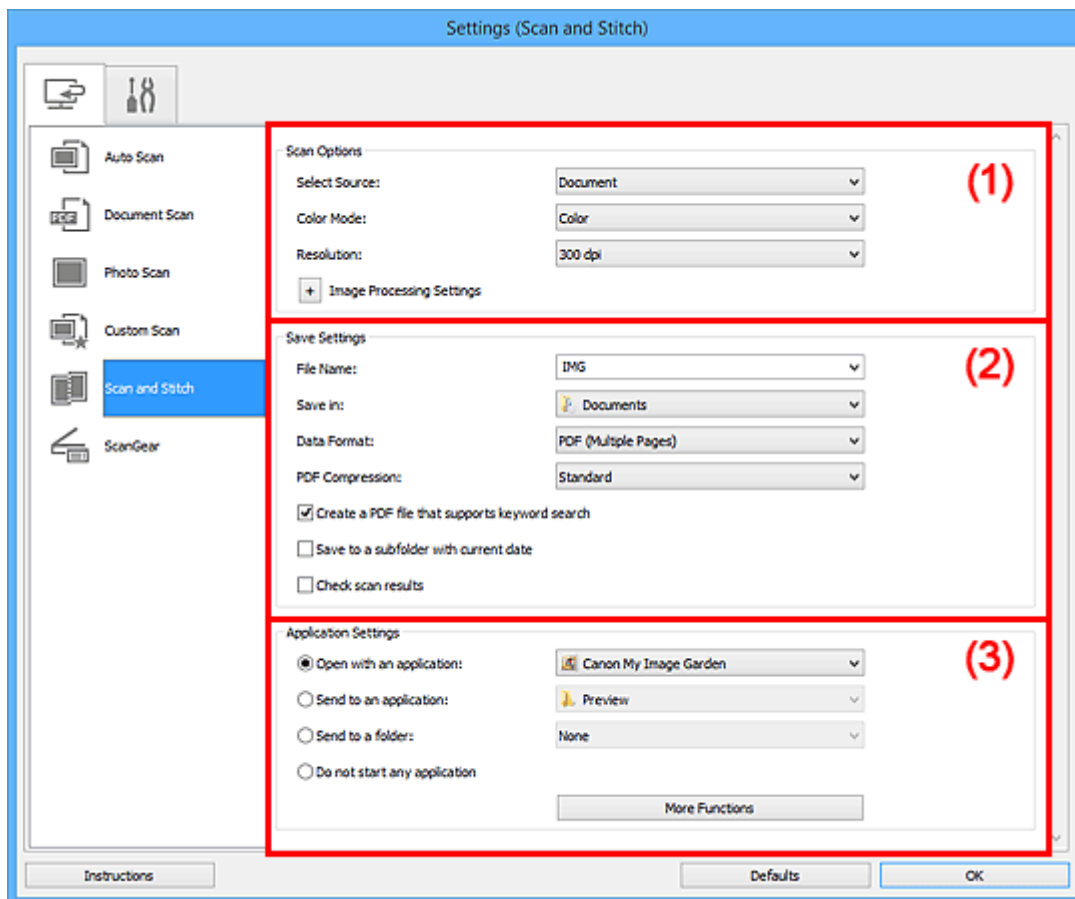 Settings (Scan and Stitch)
Auto Scan
PDF
Document Scan
Photo Scan
Custom Scan
Scan and Stitch
ScanGear
Scan Options
(1)
Select Source: Document
Color Mode: Color
Resolution: 300 dpi
+ Image Processing Settings
Save Settings
(2)
File Name: IMG
Save in: Documents
Data Format: PDF (Multiple Pages)
PDF Compression: Standard
Create a PDF file that supports keyword search
Save to a subfolder with current date
Check scan results
Application Settings
(3)
Open with an application: Canon My Image Garden
Send to an application: Preview
Send to a folder: None
Do not start any application
More Functions
Instructions Defaults OK